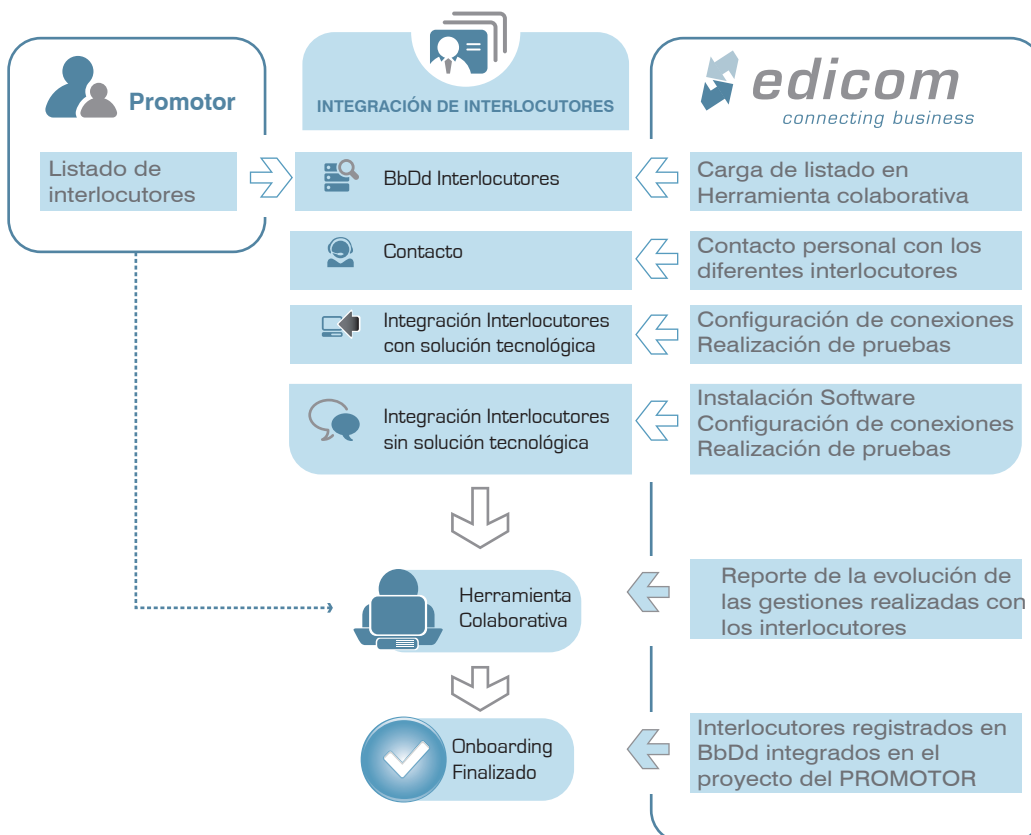 Promotor
Listado de
interlocutores
INTEGRACIÓN DE INTERLOCUTORES
BbDd Interlocutores
Contacto
Integración Interlocutores
con solución tecnológica
Integración Interlocutores
sin solución tecnológica
Herramienta
Colaborativa
Onboarding
Finalizado
edicom
connecting business
Carga de listado en
Herramienta colaborativa
Contacto personal con los
diferentes interlocutores
Configuración de conexiones
Realización de pruebas
Instalación Software
Configuración de conexiones
Realización de pruebas
Reporte de la evolución de
las gestiones realizadas con
los interlocutores
Interlocutores registrados en
BbDd integrados en el
proyecto del PROMOTOR